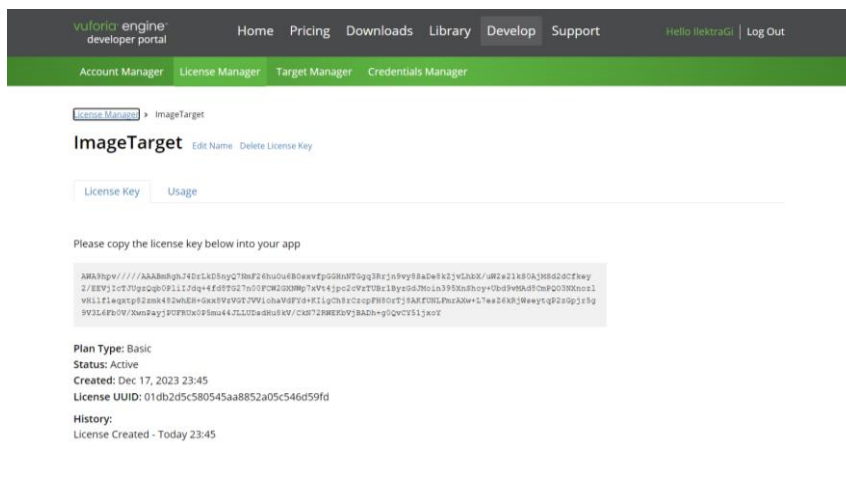 vuforia engine
developer portal
Home Pricing Downloads Library Develop Support
Hello IlektraGi | Log Out
Account Manager License Manager Target Manager Credentials Manager
License Manager > ImageTarget
ImageTarget Edit Name Delete License Key
License Key Usage
Please copy the license key below into your app
Plan Type: Basic
Status: Active
Created: Dec 17, 2023 23:45
License UUID: 01db2d5c580545aa8852a05c546d59fd
History:
License Created - Today 23:45